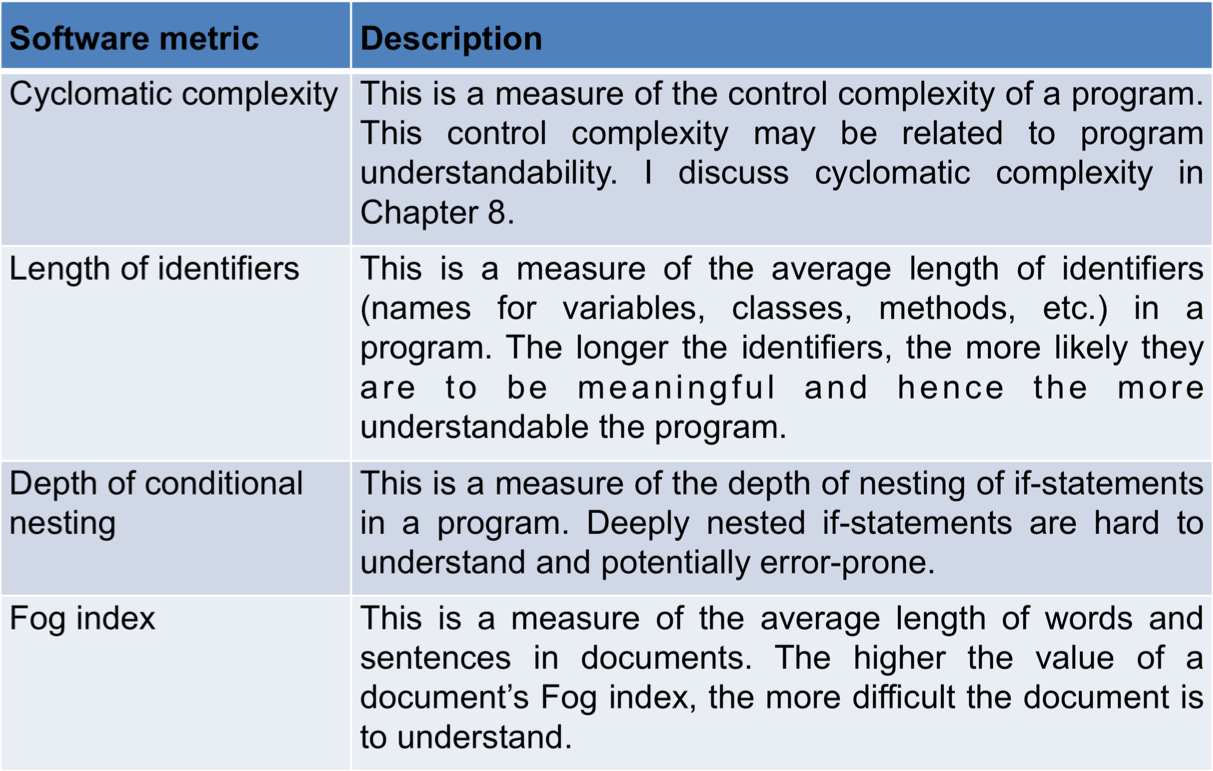 Software metric
Description
Cyclomatic complexity
This is a measure of the control complexity of a program.
This control complexity may be related to program
understandability. I discuss cyclomatic complexity in
Chapter 8.
Length of identifiers
This is a measure of the average length of identifiers
(names for variables, classes, methods, etc.) in a
program. The longer the identifiers, the more likely they
are to be meaningful and hence the more
understandable the program.
Depth of conditional
nesting
This is a measure of the depth of nesting of if-statements
in a program. Deeply nested if-statements are hard to
understand and potentially error-prone.
Fog index
This is a measure of the average length of words and
sentences in documents. The higher the value of a
document’s Fog index, the more difficult the document is
to understand.